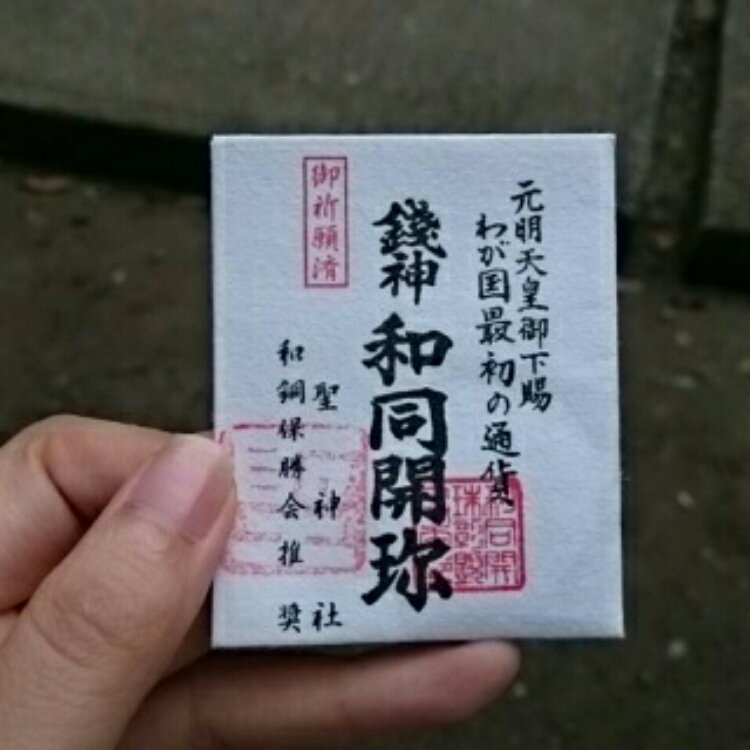 元明天皇御下賜
わが国最初の通貨
錢神
和同開珎
御祈願済
聖神社
和銅保勝会推奨